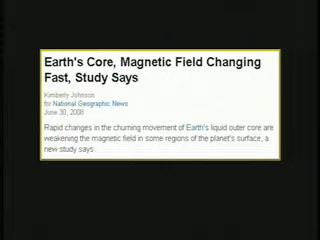 Earth's Core, Magnetic Field Changing
Fast, Study Says
Kimberly Johnson
for National Geographic News
June 30, 2008
Rapid changes in the churning movement of Earth's liquid outer core are
weakening the magnetic field in some regions of the planet's surface, a
new study says.